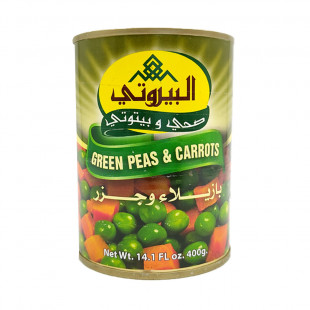 البيروتي
صحي و بيتوتي
GREEN PEAS & CARROTS
بازيلاء وجزر
Net Wt. 14.1 FL oz. 400g.